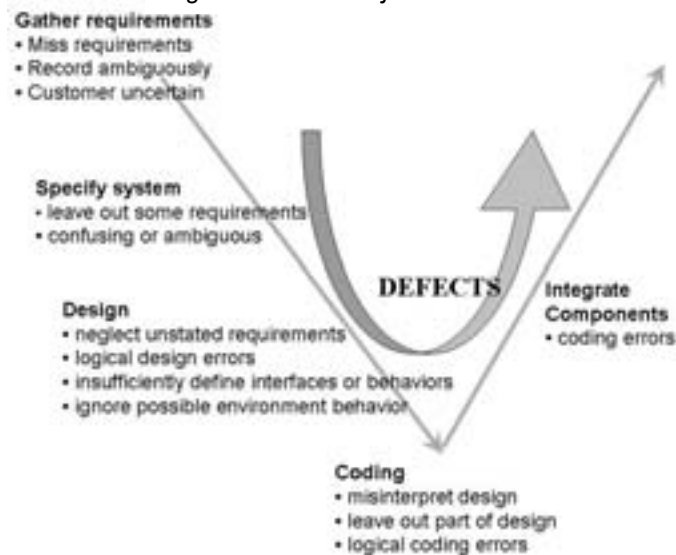 Gather requirements
▪ Miss requirements
▪ Record ambiguously
▪ Customer uncertain
Specify system
▪ leave out some requirements
▪ confusing or ambiguous
Design
▪ neglect unstated requirements
▪ logical design errors
▪ insufficiently define interfaces or behaviors
▪ ignore possible environment behavior
DEFECTS
Integrate
Components
▪ coding errors
Coding
▪ misinterpret design
▪ leave out part of design
▪ logical coding errors